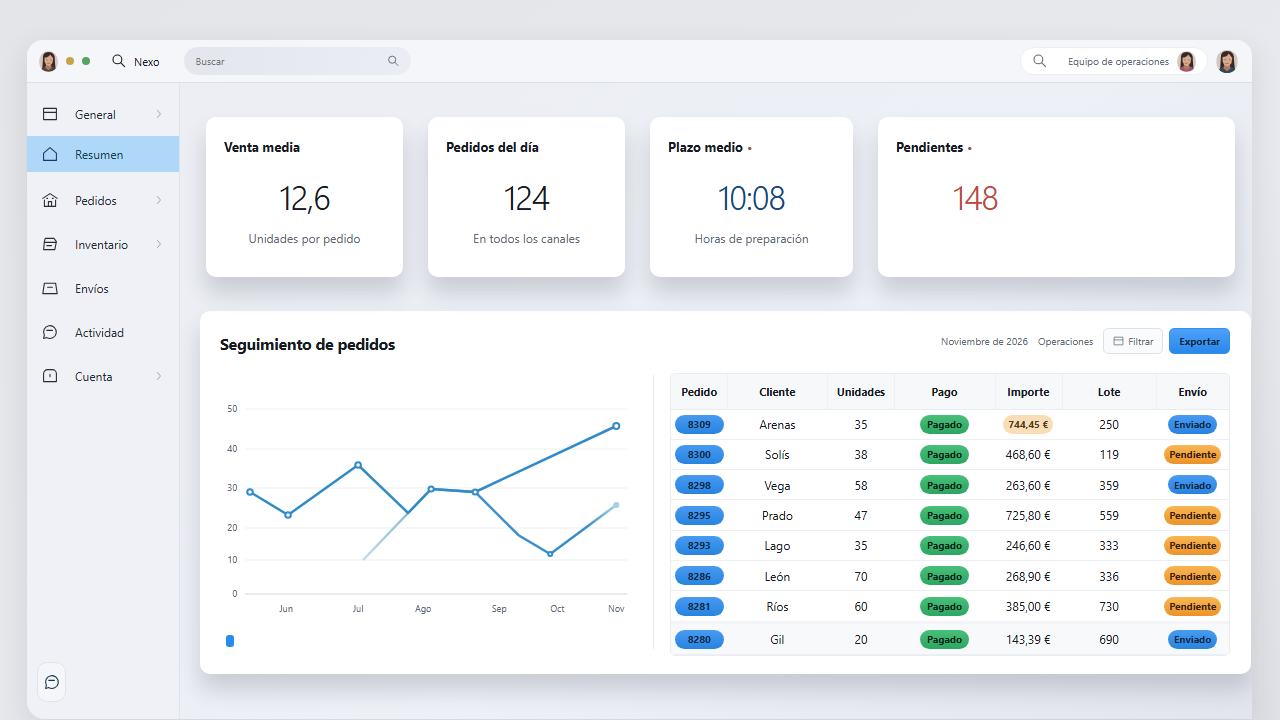 Nexo
Buscar
Equipo de operaciones
General
Resumen
Pedidos
Inventario
Envíos
Actividad
Cuenta
Venta media
12,6
Unidades por pedido
Pedidos del día
124
En todos los canales
Plazo medio •
10:08
Horas de preparación
Pendientes •
148
Seguimiento de pedidos
Noviembre de 2026 Operaciones Filtrar Exportar
50
40
30
20
10
0
Jun Jul Ago Sep Oct Nov
Pedido Cliente Unidades Pago Importe Lote Envío
8309 Arenas 35 Pagado 744,45 € 250 Enviado
8300 Solís 38 Pagado 468,60 € 119 Pendiente
8298 Vega 58 Pagado 263,60 € 359 Enviado
8295 Prado 47 Pagado 725,80 € 559 Pendiente
8293 Lago 35 Pagado 246,60 € 333 Pendiente
8286 León 70 Pagado 268,90 € 336 Pendiente
8281 Ríos 60 Pagado 385,00 € 730 Pendiente
8280 Gil 20 Pagado 143,39 € 690 Enviado